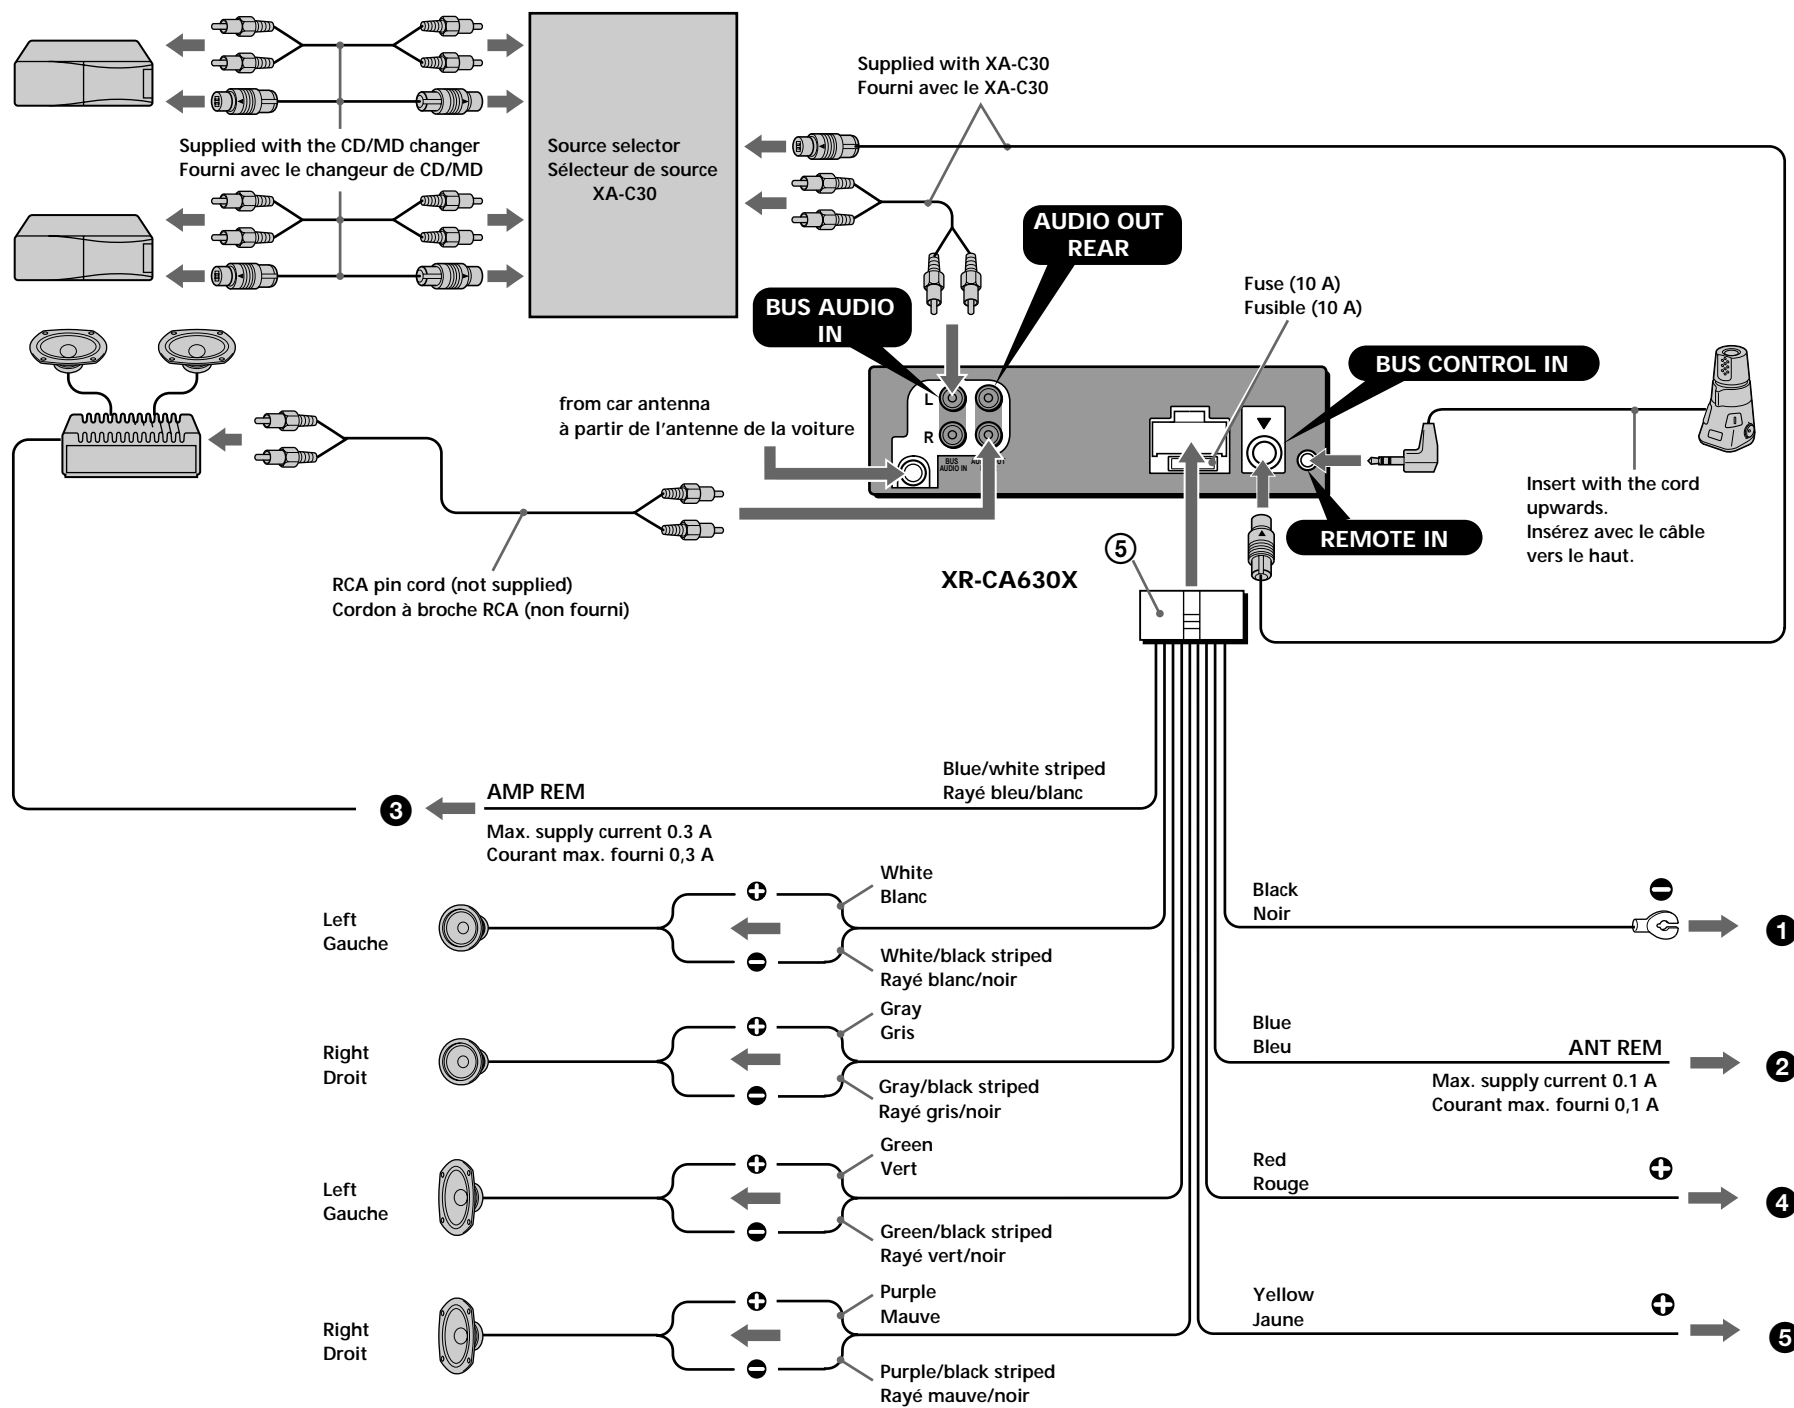 Supplied with XA-C30
Fourni avec le XA-C30
Supplied with the CD/MD changer
Fourni avec le changeur de CD/MD
Source selector
Sélecteur de source
XA-C30
AUDIO OUT
REAR
BUS AUDIO
IN
Fuse (10 A)
Fusible (10 A)
BUS CONTROL IN
from car antenna
à partir de l'antenne de la voiture
L
R
BUS
AUDIO IN
REMOTE IN
Insert with the cord
upwards.
Insérez avec le câble
vers le haut.
RCA pin cord (not supplied)
Cordon à broche RCA (non fourni)
XR-CA630X
5
AMP REM
Blue/white striped
Rayé bleu/blanc
3
Max. supply current 0.3 A
Courant max. fourni 0,3 A
Left
Gauche
White
Blanc
White/black striped
Rayé blanc/noir
Black
Noir
1
Right
Droit
Gray
Gris
Gray/black striped
Rayé gris/noir
Blue
Bleu
ANT REM
2
Max. supply current 0.1 A
Courant max. fourni 0,1 A
Left
Gauche
Green
Vert
Green/black striped
Rayé vert/noir
Red
Rouge
4
Right
Droit
Purple
Mauve
Purple/black striped
Rayé mauve/noir
Yellow
Jaune
5